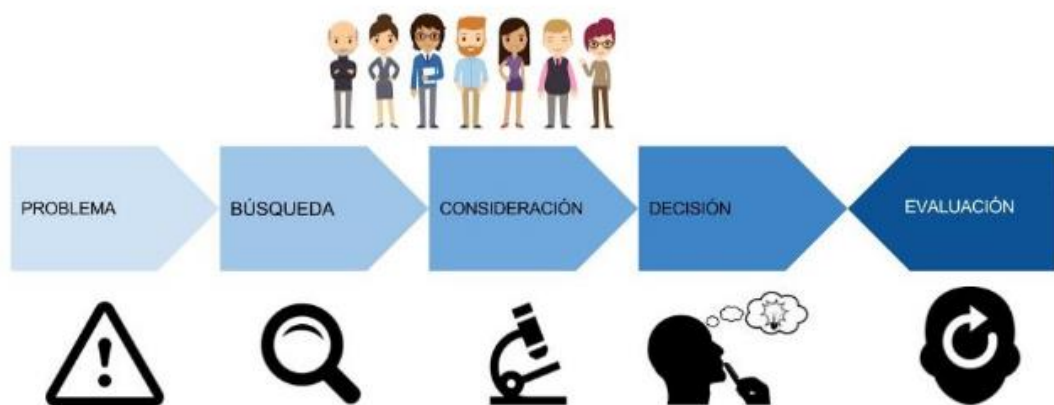 PROBLEMA
BÚSQUEDA
CONSIDERACIÓN
DECISIÓN
EVALUACIÓN